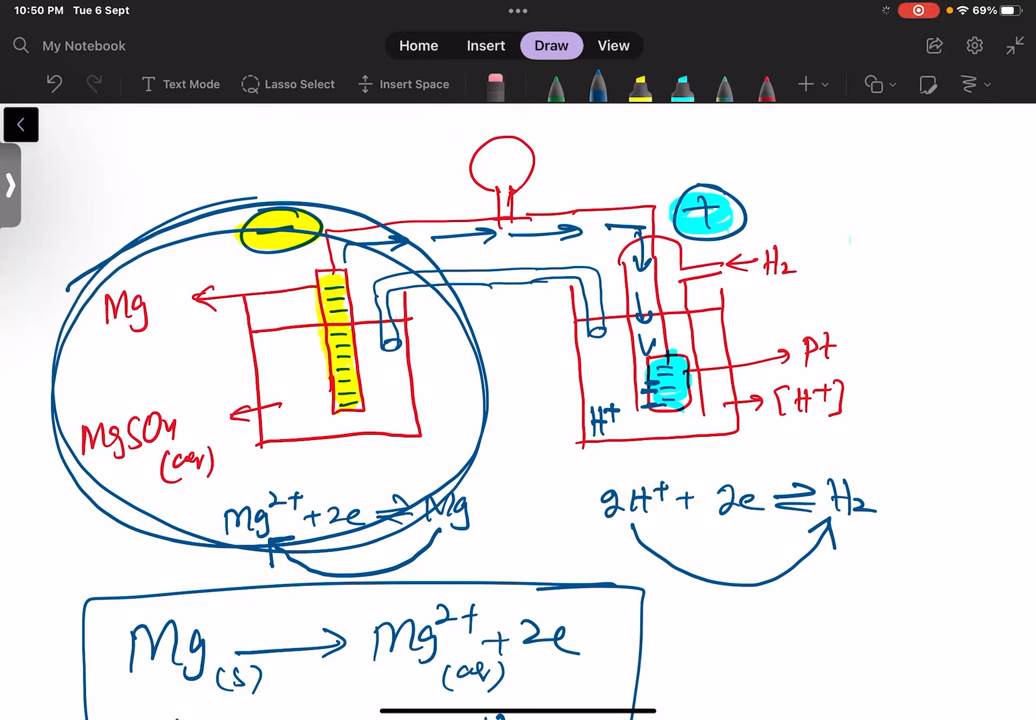 10:50 PM Tue 6 Sept
69%
My Notebook
Home Insert Draw View
Text Mode Lasso Select Insert Space
+
−
H2
Mg
Pt
[H+]
H+
MgSO4
(aq)
Mg2+ + 2e ⇌ Mg
2H+ + 2e ⇌ H2
Mg(s) → Mg2+(aq) + 2e